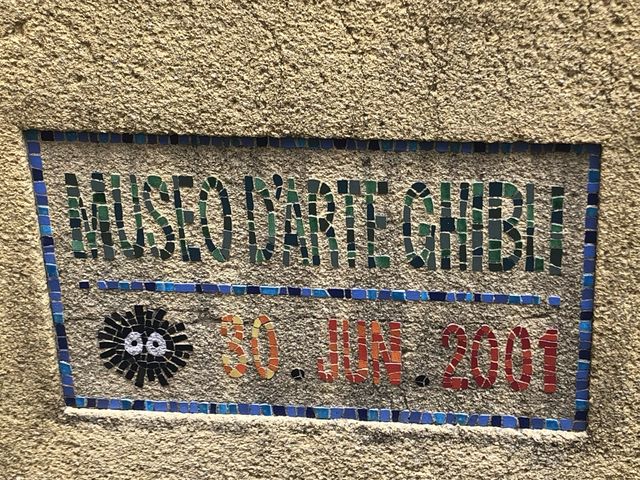 MUSEO D'ARTE GHIBLI
30. JUN. 2001